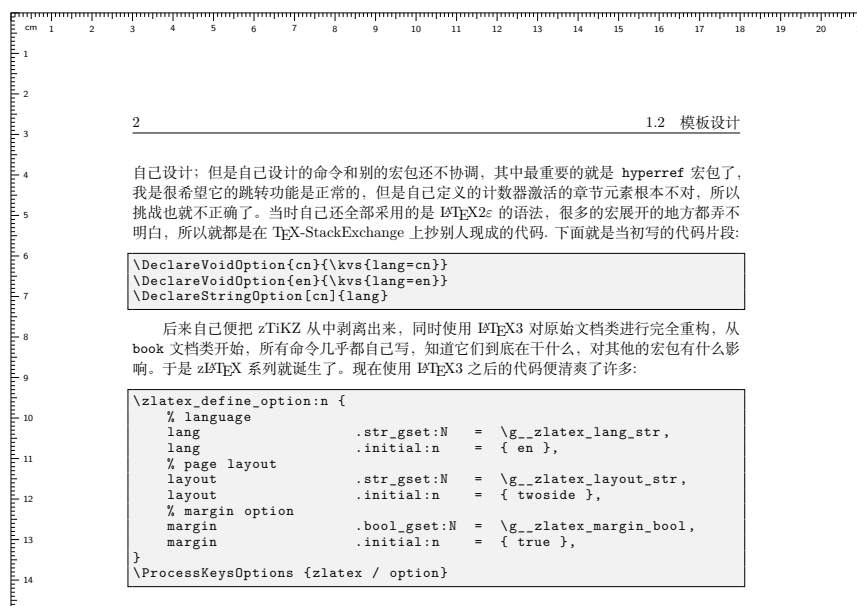 cm 1 2 3 4 5 6 7 8 9 10 11 12 13 14 15 16 17 18 19 20
1
2
2 1.2 模板设计
3
4
自己设计；但是自己设计的命令和别的宏包还不协调，其中最重要的就是 hyperref 宏包了，
我是很希望它的跳转功能是正常的，但是自己定义的计数器激活的章节元素根本不对，所以
5
挑战也就不正确了。当时自己还全部采用的是 LATEX2ε 的语法，很多的宏展开的地方都弄不
明白，所以就都是在 TEX-StackExchange 上抄别人现成的代码. 下面就是当初写的代码片段:
6
\DeclareVoidOption{cn}{\kvs{lang=cn}}
\DeclareVoidOption{en}{\kvs{lang=en}}
7
\DeclareStringOption[cn]{lang}
8
后来自己便把 zTiKZ 从中剥离出来，同时使用 LATEX3 对原始文档类进行完全重构，从
book 文档类开始，所有命令几乎都自己写，知道它们到底在干什么，对其他的宏包有什么影
响。于是 zLATEX 系列就诞生了。现在使用 LATEX3 之后的代码便清爽了许多:
9
\zlatex_define_option:n {
10
% language
lang .str_gset:N = \g__zlatex_lang_str,
lang .initial:n = { en },
11
% page layout
layout .str_gset:N = \g__zlatex_layout_str,
12
layout .initial:n = { twoside },
% margin option
margin .bool_gset:N = \g__zlatex_margin_bool,
13
margin .initial:n = { true },
}
\ProcessKeysOptions {zlatex / option}
14